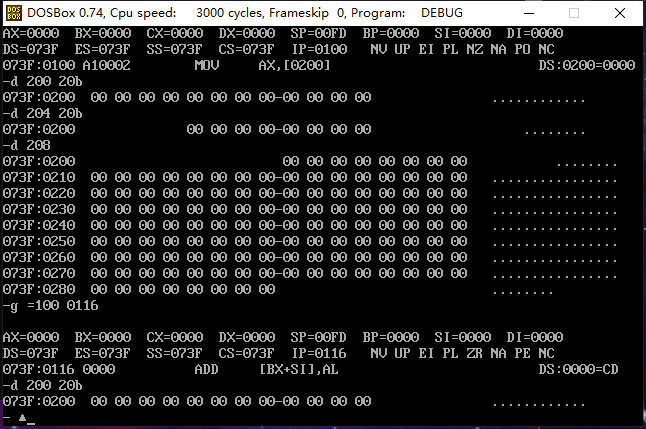 DOSBox 0.74, Cpu speed: 3000 cycles, Frameskip 0, Program: DEBUG
AX=0000 BX=0000 CX=0000 DX=0000 SP=00FD BP=0000 SI=0000 DI=0000
DS=073F ES=073F SS=073F CS=073F IP=0100 NV UP EI PL NZ NA PO NC
073F:0100 A10002 MOV AX,[0200] DS:0200=0000
-d 200 20b
073F:0200 00 00 00 00 00 00 00 00-00 00 00 00 ............
-d 204 20b
073F:0200 00 00 00 00-00 00 00 00 ........
-d 208
073F:0200 00 00 00 00 00 00 00 00 ........
073F:0210 00 00 00 00 00 00 00 00-00 00 00 00 00 00 00 00 ................
073F:0220 00 00 00 00 00 00 00 00-00 00 00 00 00 00 00 00 ................
073F:0230 00 00 00 00 00 00 00 00-00 00 00 00 00 00 00 00 ................
073F:0240 00 00 00 00 00 00 00 00-00 00 00 00 00 00 00 00 ................
073F:0250 00 00 00 00 00 00 00 00-00 00 00 00 00 00 00 00 ................
073F:0260 00 00 00 00 00 00 00 00-00 00 00 00 00 00 00 00 ................
073F:0270 00 00 00 00 00 00 00 00-00 00 00 00 00 00 00 00 ................
073F:0280 00 00 00 00 00 00 00 00 ........
-g =100 0116
AX=0000 BX=0000 CX=0000 DX=0000 SP=00FD BP=0000 SI=0000 DI=0000
DS=073F ES=073F SS=073F CS=073F IP=0116 NV UP EI PL ZR NA PE NC
073F:0116 0000 ADD [BX+SI],AL DS:0000=CD
-d 200 20b
073F:0200 00 00 00 00 00 00 00 00-00 00 00 00 ............
- ▲_